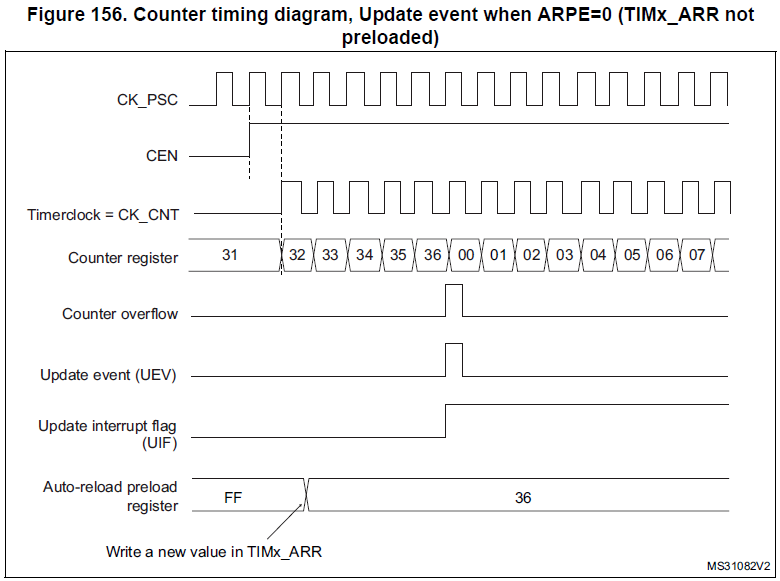 Figure 156. Counter timing diagram, Update event when ARPE=0 (TIMx_ARR not
preloaded)
CK_PSC
CEN
Timerclock = CK_CNT
Counter register
31 32 33 34 35 36 00 01 02 03 04 05 06 07
Counter overflow
Update event (UEV)
Update interrupt flag
(UIF)
Auto-reload preload
register
FF 36
Write a new value in TIMx_ARR
MS31082V2